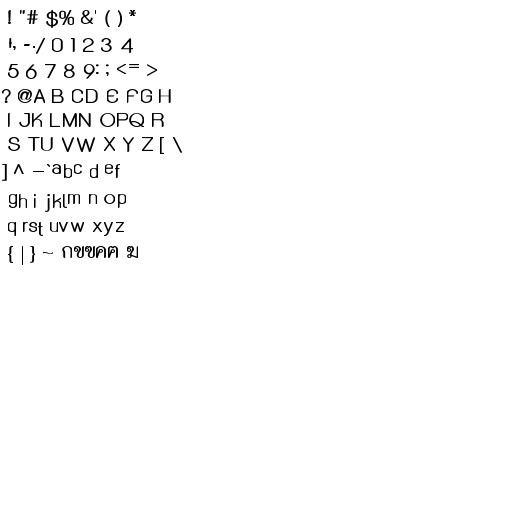 ! "# $% &' ( ) *
!, -./ 0 1 2 3 4
5 6 7 8 9: ; < = >
? @A B CD E FG H
I JK LMN OPQ R
S TU VW X Y Z [ \
] ^ _`abc d ef
gh i jklm n op
q rst uvw xyz
{ | } ~ กขฃคฅ ฆ